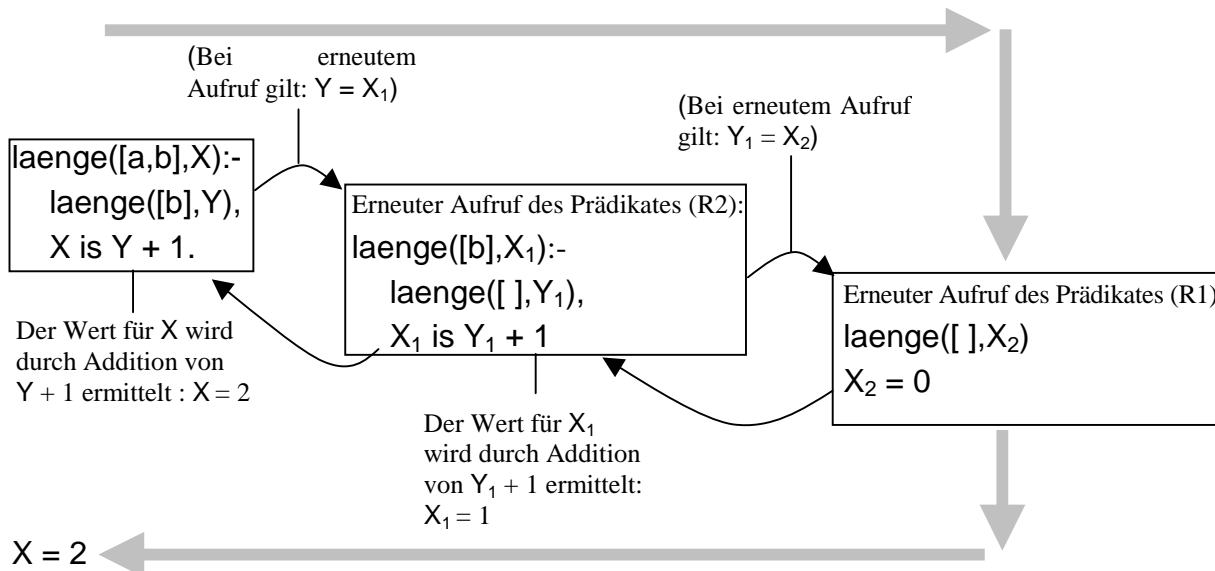 (Bei erneutem
Aufruf gilt: Y = X₁)
(Bei erneutem Aufruf
gilt: Y₁ = X₂)
laenge([a,b],X):-
laenge([b],Y),
X is Y + 1.
Erneuter Aufruf des Prädikates (R2):
laenge([b],X₁):-
laenge([ ],Y₁),
X₁ is Y₁ + 1
Erneuter Aufruf des Prädikates (R1)
laenge([ ],X₂)
X₂ = 0
Der Wert für X wird
durch Addition von
Y + 1 ermittelt : X = 2
Der Wert für X₁
wird durch Addition
von Y₁ + 1 ermittelt:
X₁ = 1
X = 2